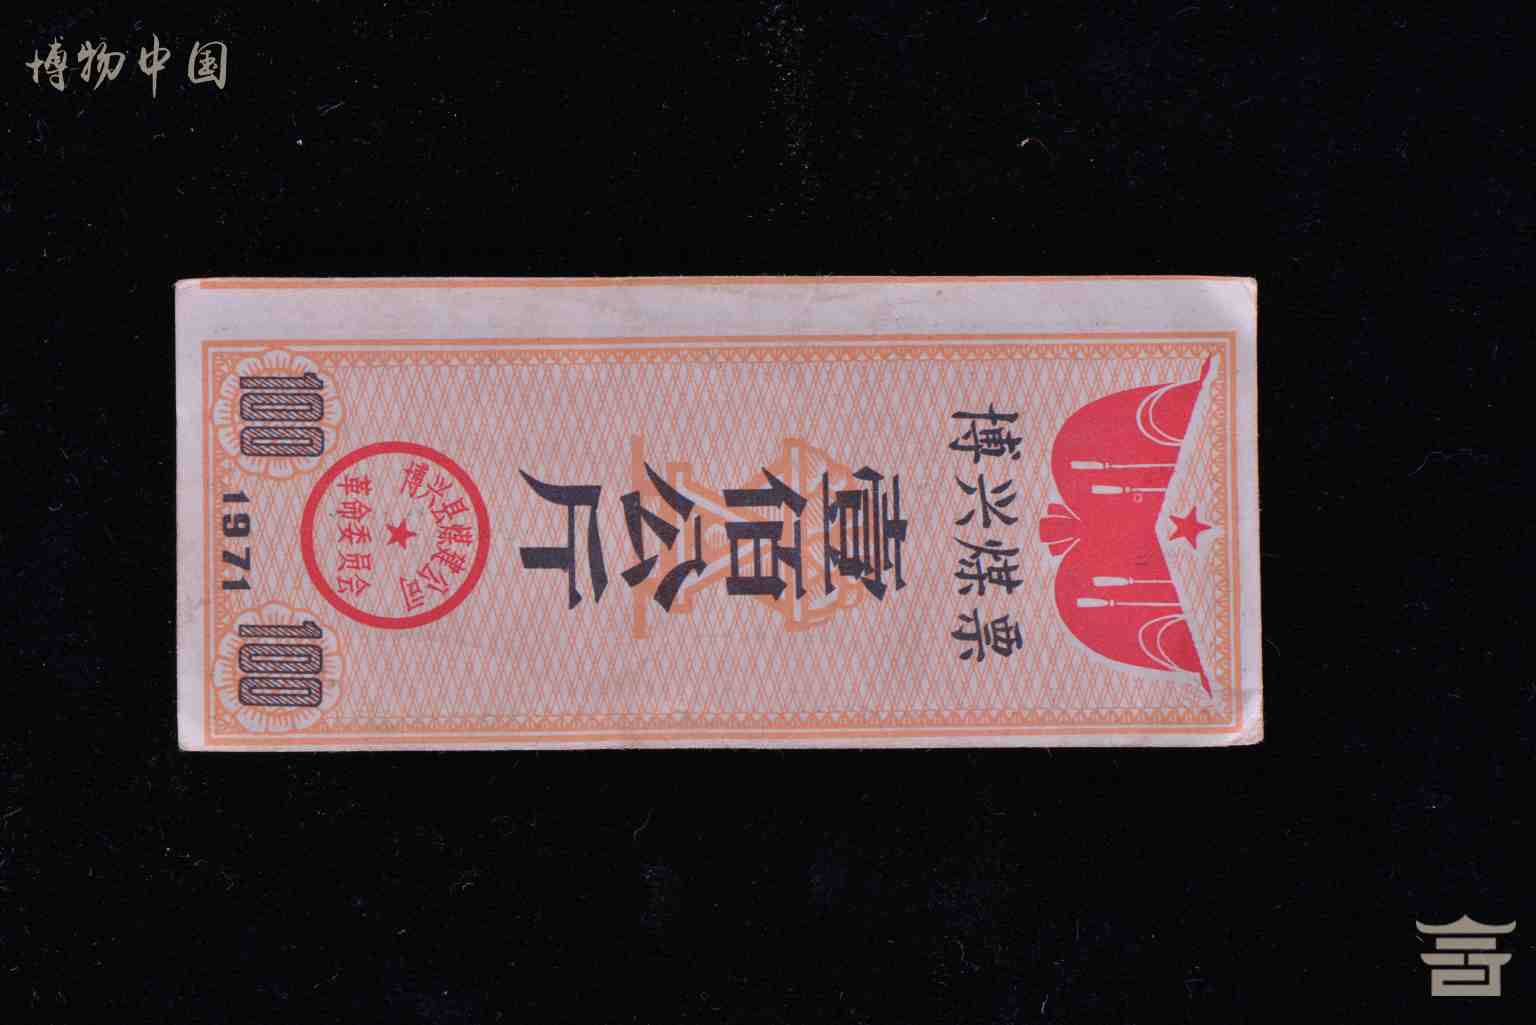 博物中国
博兴煤票
壹佰公斤
博兴县煤建公司
革命委员会
100 100
1971